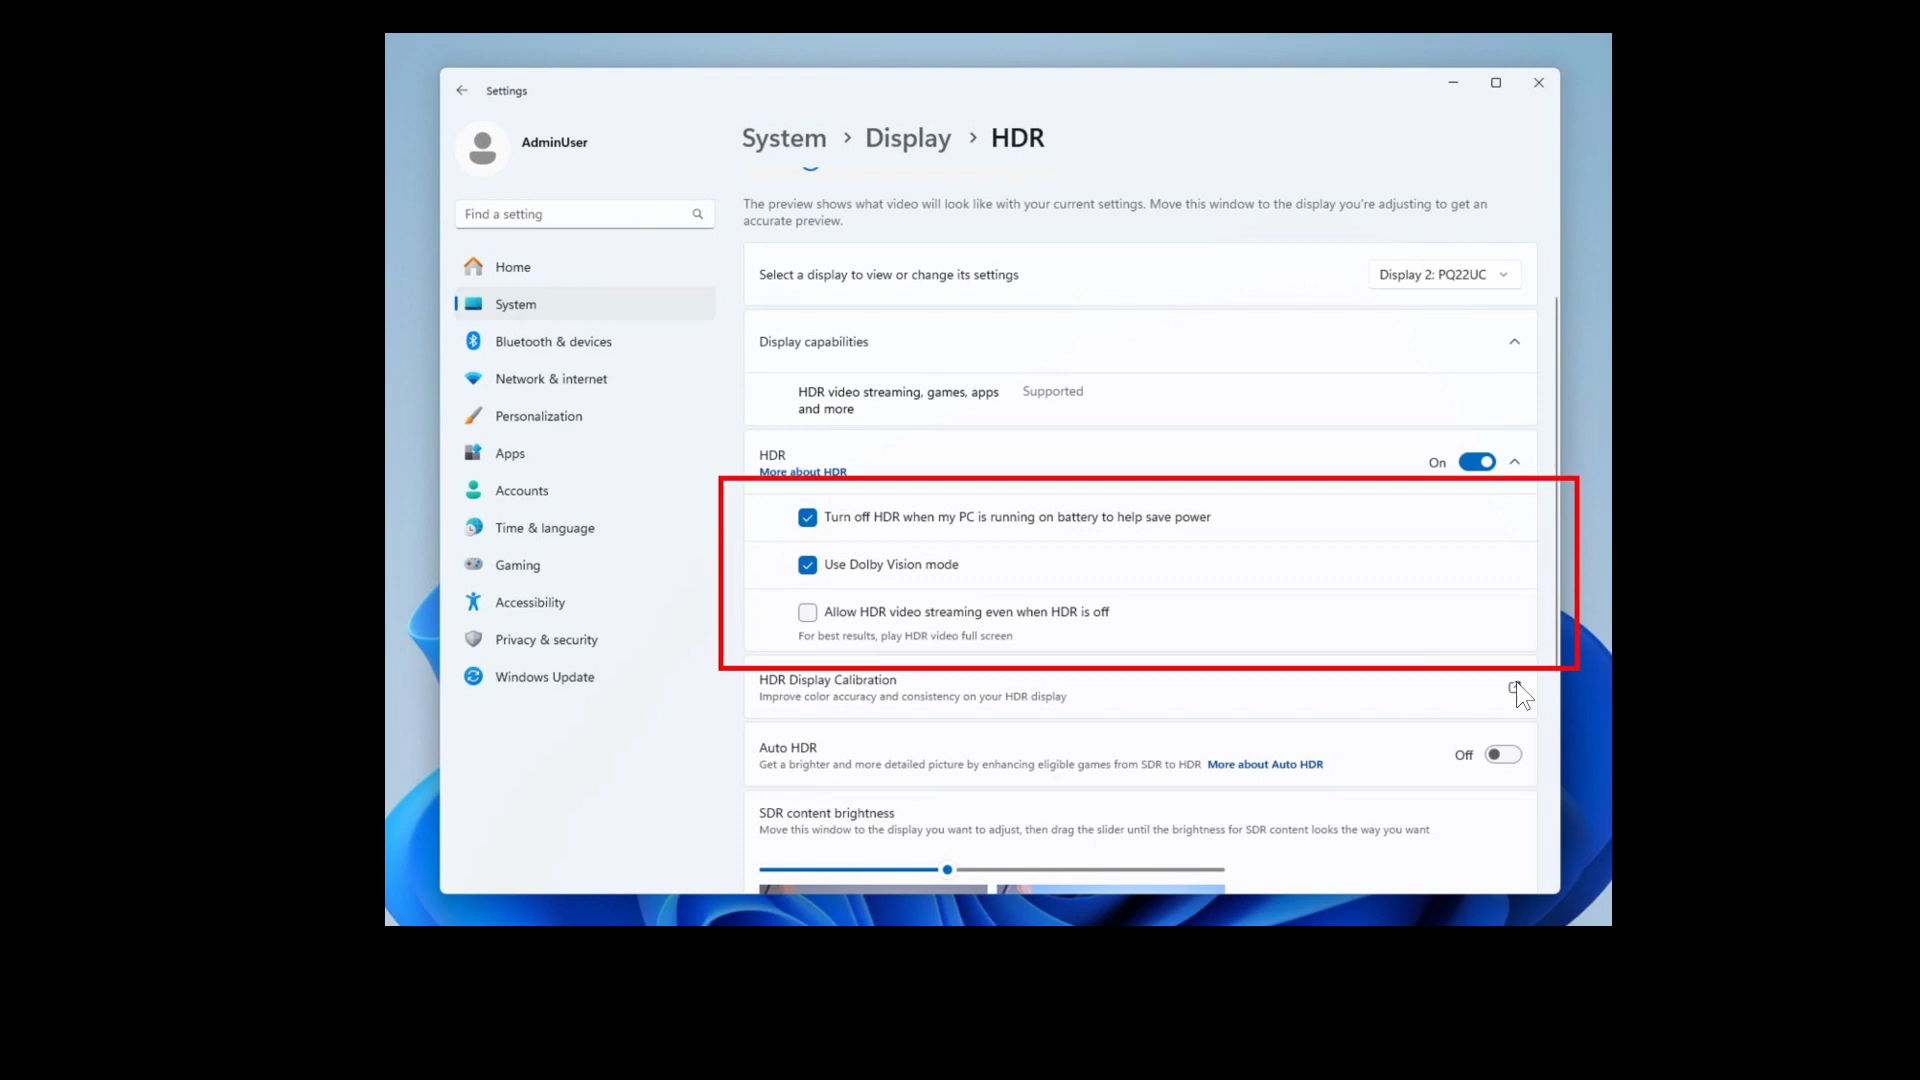 Settings
AdminUser
System > Display > HDR
Find a setting
The preview shows what video will look like with your current settings. Move this window to the display you're adjusting to get an
accurate preview.
Home
System
Bluetooth & devices
Network & internet
Personalization
Apps
Accounts
Time & language
Gaming
Accessibility
Privacy & security
Windows Update
Select a display to view or change its settings
Display 2: PQ22UC
Display capabilities
HDR video streaming, games, apps
and more
Supported
HDR
More about HDR
On
Turn off HDR when my PC is running on battery to help save power
Use Dolby Vision mode
Allow HDR video streaming even when HDR is off
For best results, play HDR video full screen
HDR Display Calibration
Improve color accuracy and consistency on your HDR display
Auto HDR
Get a brighter and more detailed picture by enhancing eligible games from SDR to HDR More about Auto HDR
Off
SDR content brightness
Move this window to the display you want to adjust, then drag the slider until the brightness for SDR content looks the way you want